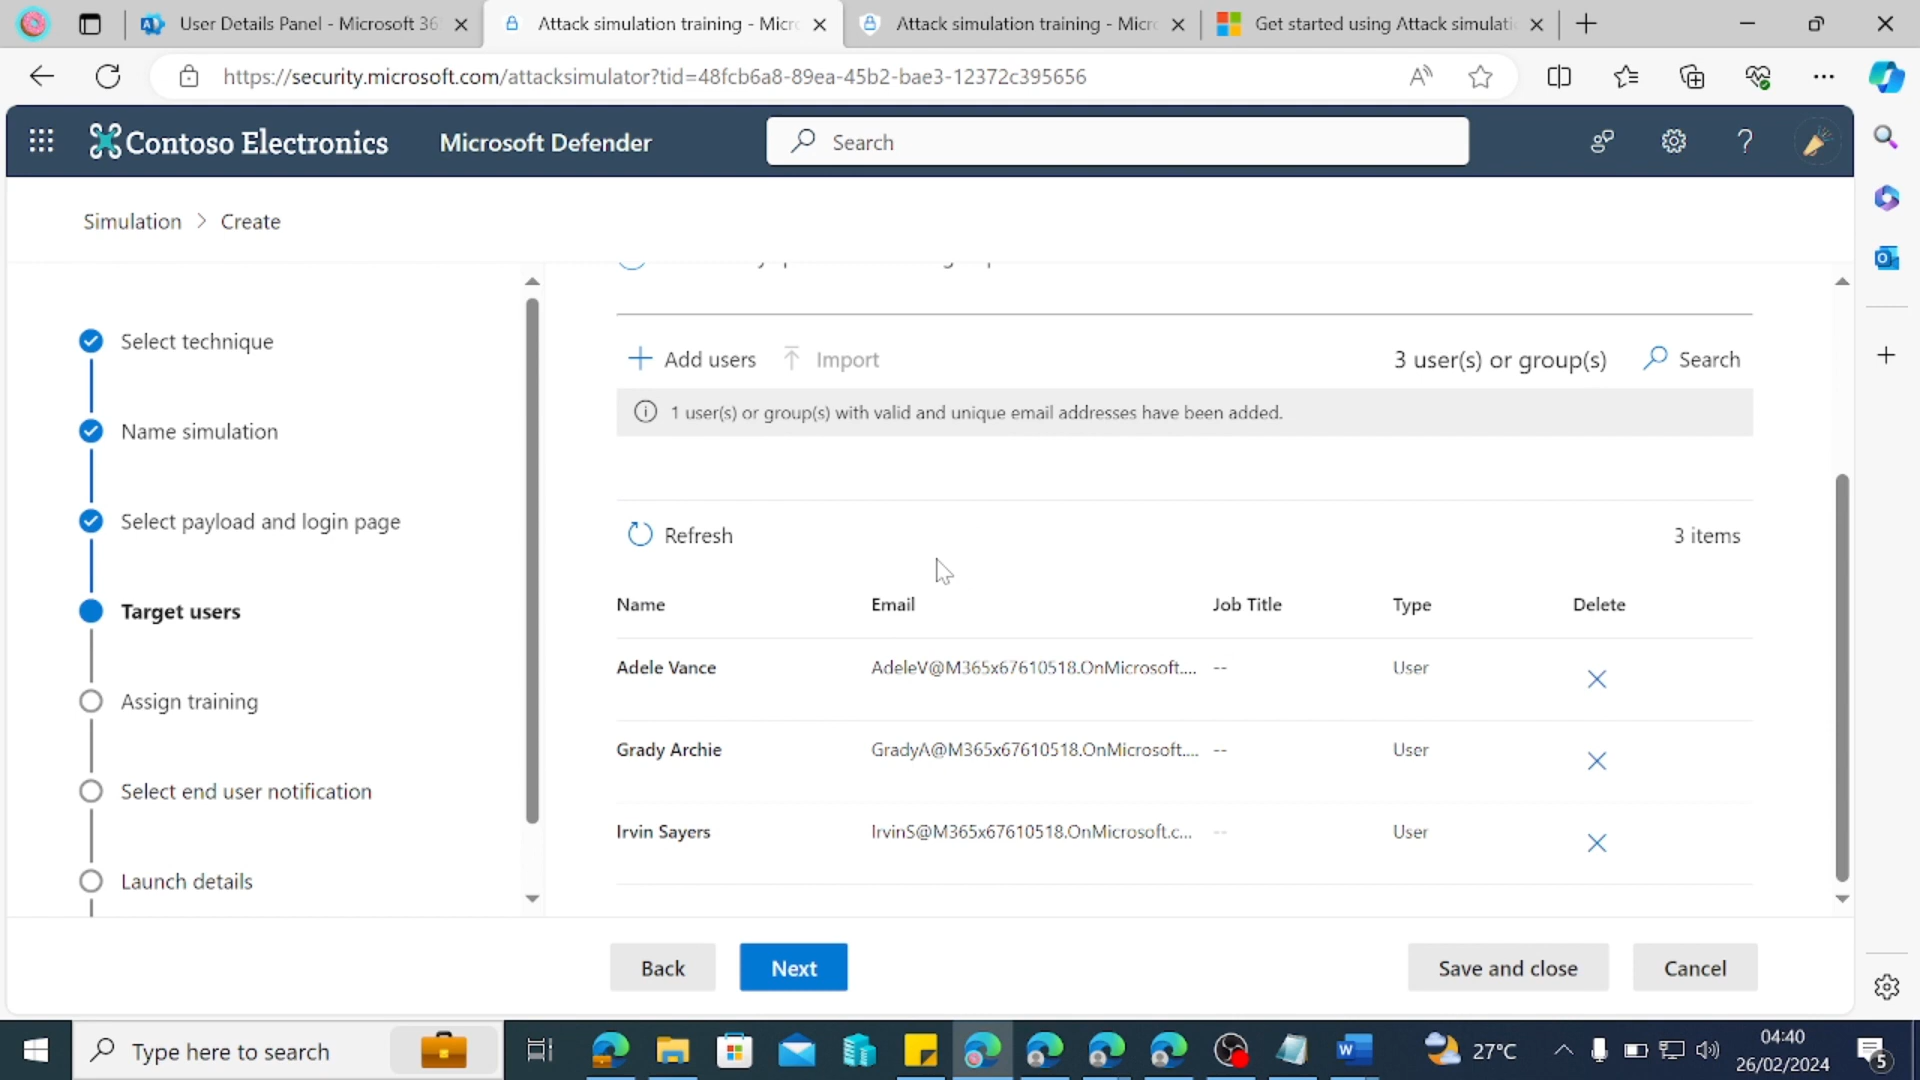 User Details Panel - Microsoft 36
Attack simulation training - Micro
Attack simulation training - Micro
Get started using Attack simulati
https://security.microsoft.com/attacksimulator?tid=48fcb6a8-89ea-45b2-bae3-12372c395656
Contoso Electronics
Microsoft Defender
Search
Simulation > Create
Select technique
Name simulation
Select payload and login page
Target users
Assign training
Select end user notification
Launch details
Add users
Import
3 user(s) or group(s)
Search
1 user(s) or group(s) with valid and unique email addresses have been added.
Refresh
3 items
Name Email Job Title Type Delete
Adele Vance AdeleV@M365x67610518.OnMicrosoft.... -- User
Grady Archie GradyA@M365x67610518.OnMicrosoft.... -- User
Irvin Sayers IrvinS@M365x67610518.OnMicrosoft.c... -- User
Back
Next
Save and close
Cancel
Type here to search
27°C
04:40
26/02/2024
5